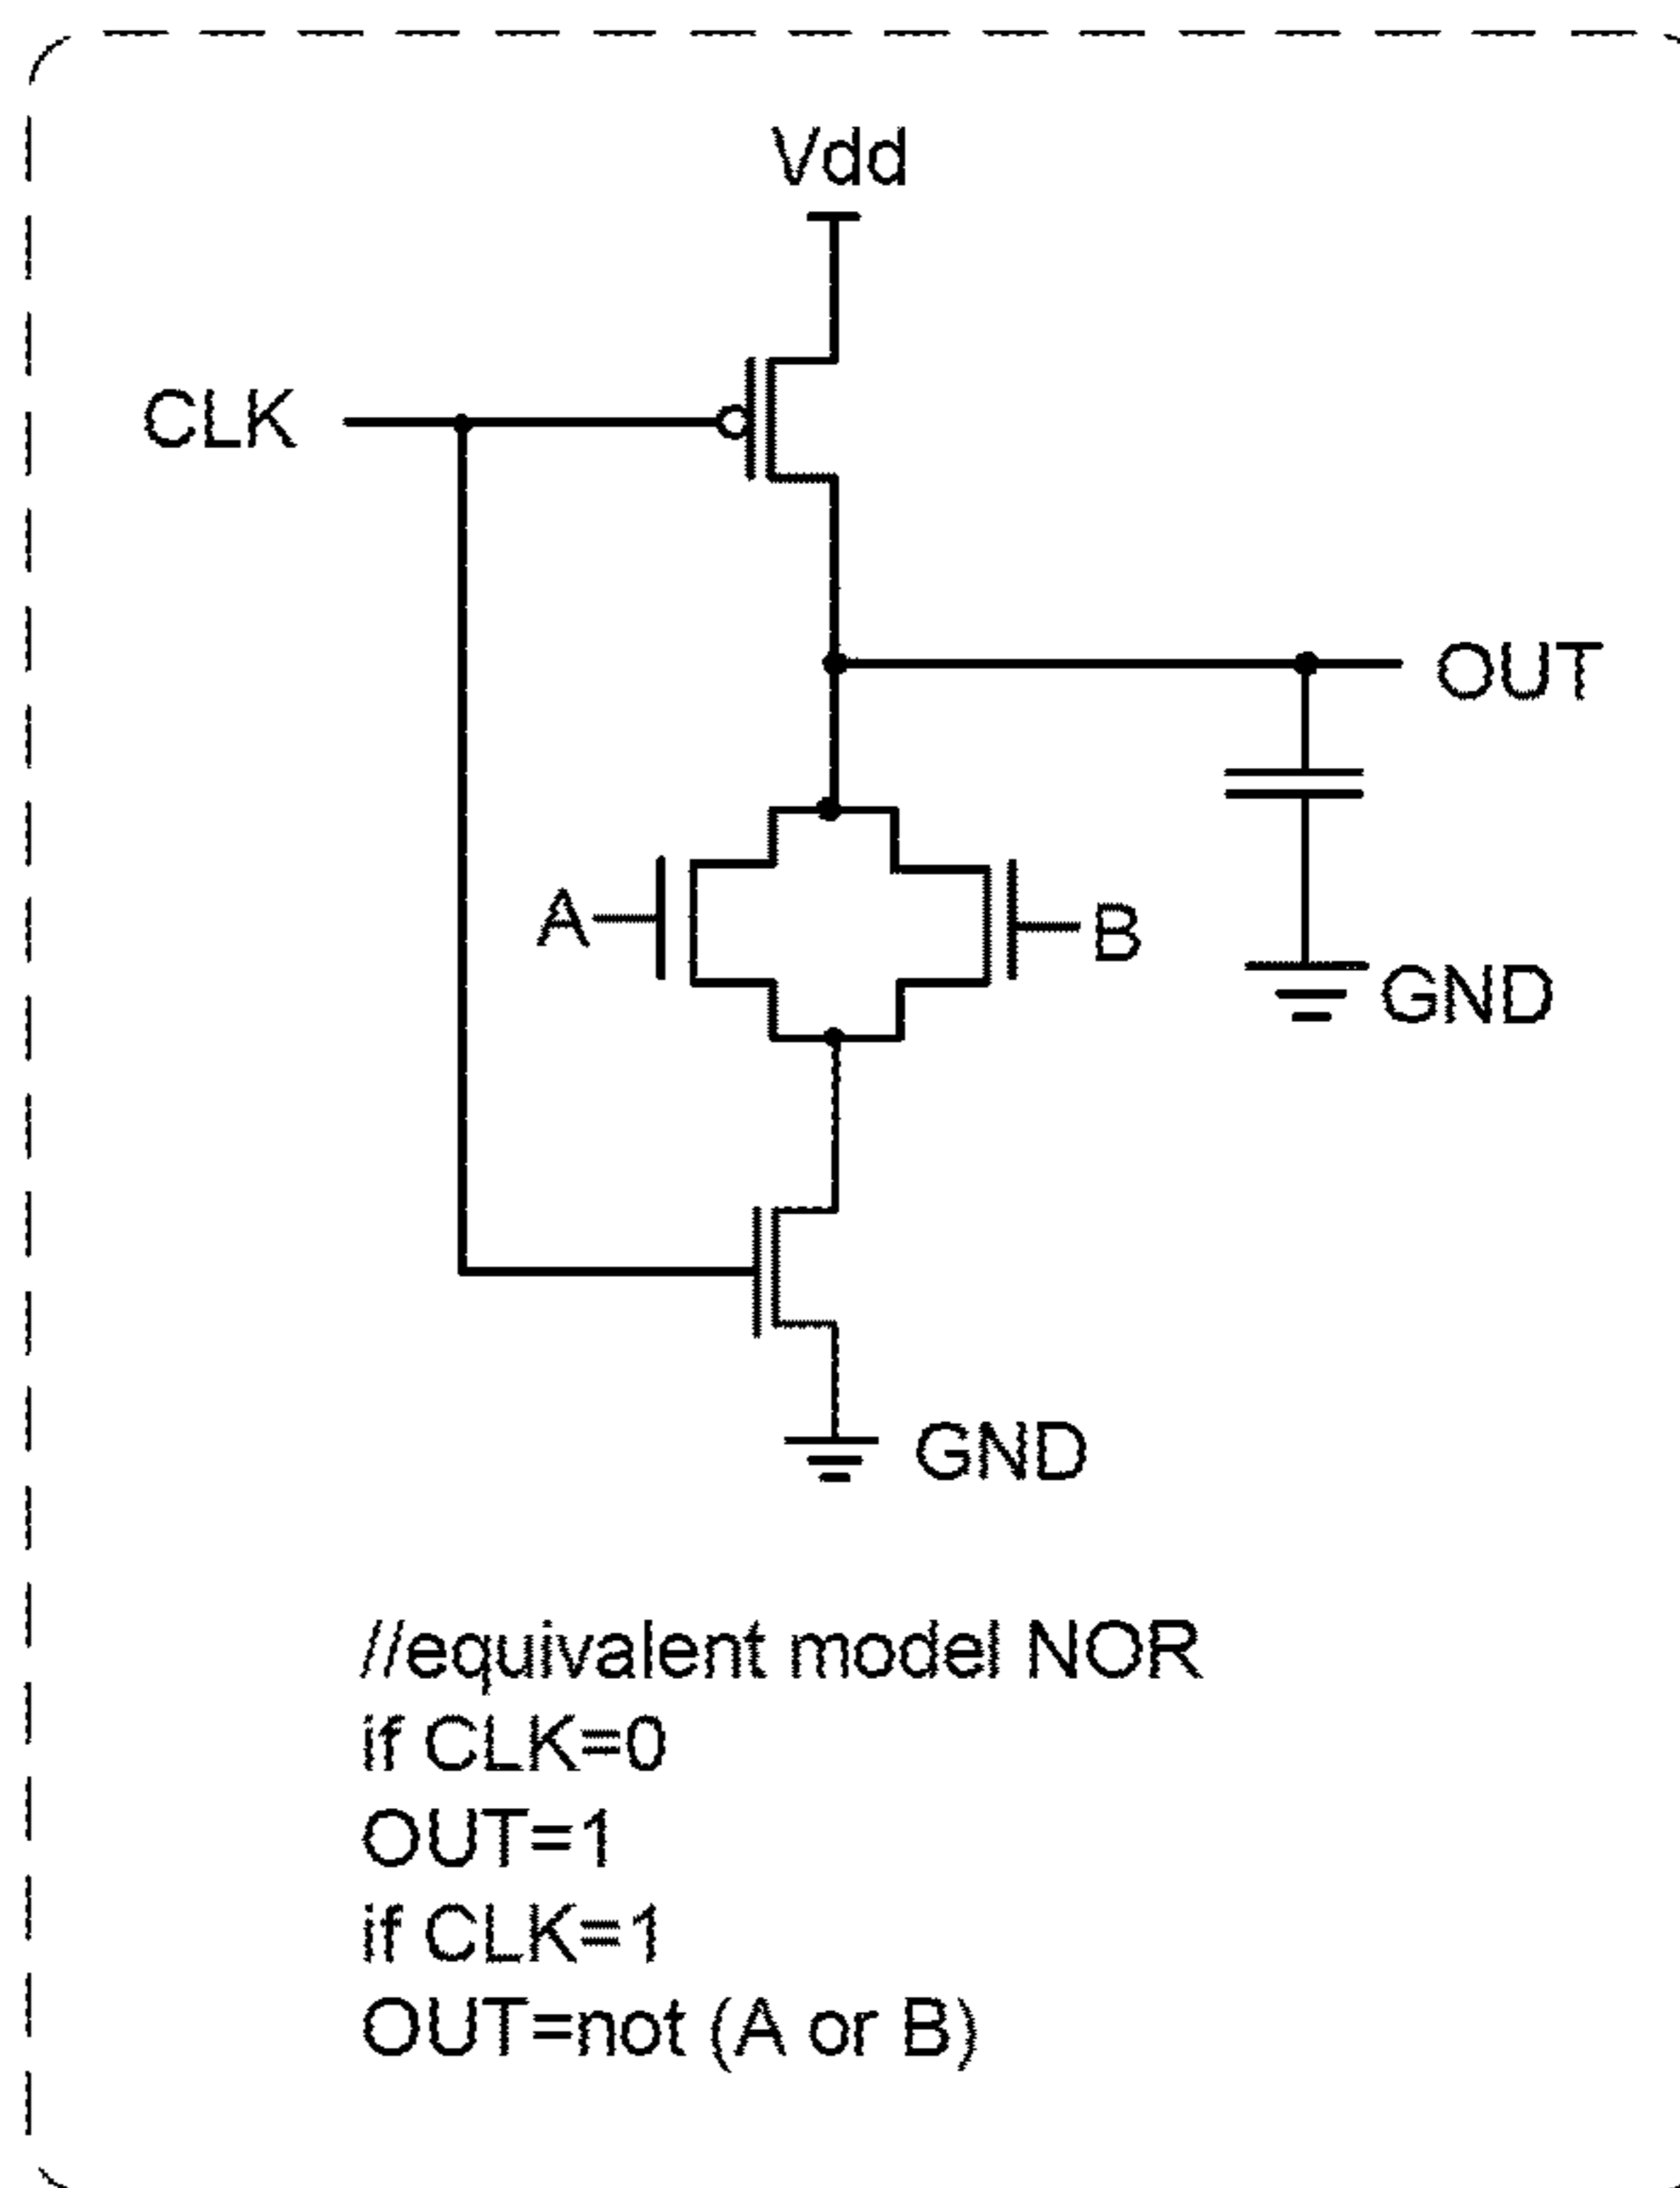 Vdd
CLK
OUT
A
B
GND
GND
//equivalent model NOR
if CLK=0
OUT=1
if CLK=1
OUT=not (A or B)